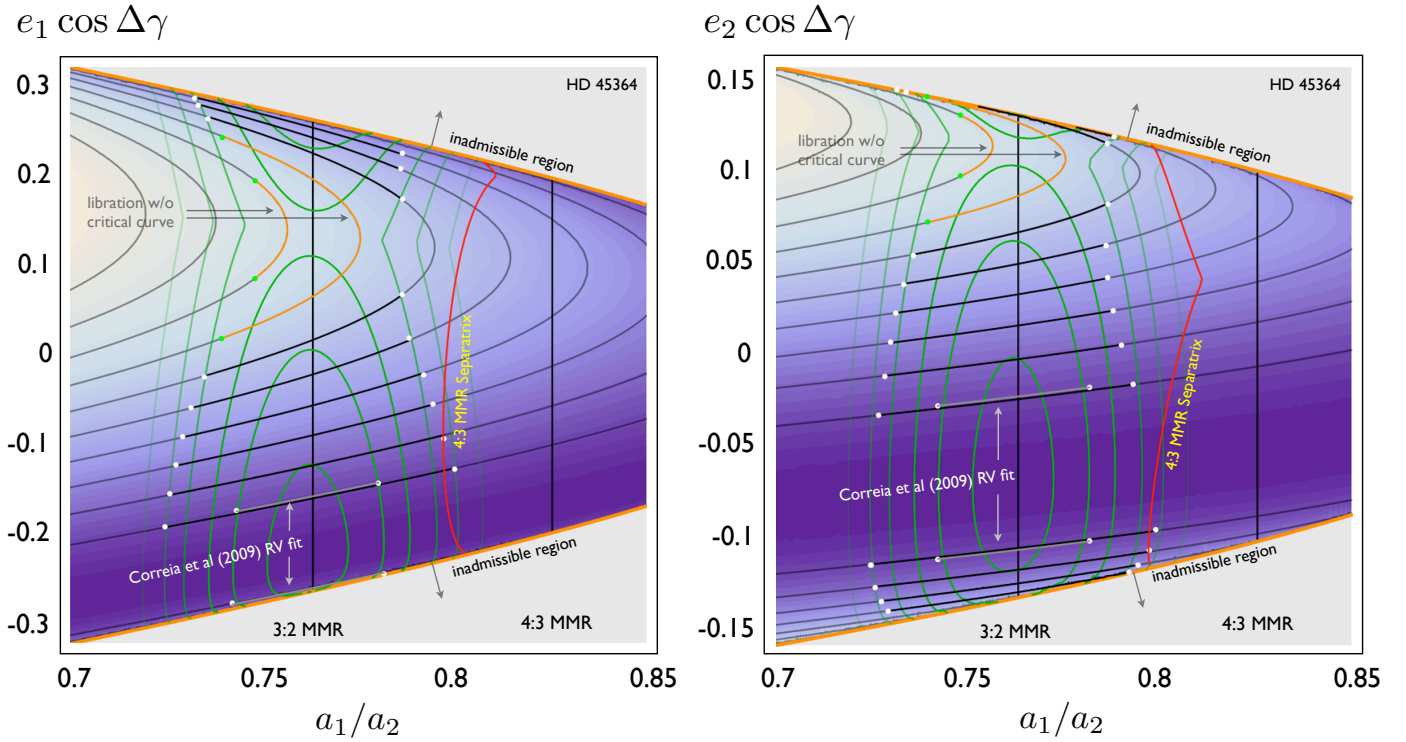 e₁ cos Δγ
0.3
0.2
0.1
0
-0.1
-0.2
-0.3
HD 45364
inadmissible region
libration w/o
critical curve
4:3 MMR Separatrix
Correia et al (2009) RV fit
inadmissible region
3:2 MMR
4:3 MMR
0.7
0.75
0.8
0.85
a₁/a₂
e₂ cos Δγ
0.15
0.1
0.05
0
-0.05
-0.1
-0.15
HD 45364
inadmissible region
libration w/o
critical curve
4:3 MMR Separatrix
Correia et al (2009) RV fit
inadmissible region
3:2 MMR
4:3 MMR
0.7
0.75
0.8
0.85
a₁/a₂